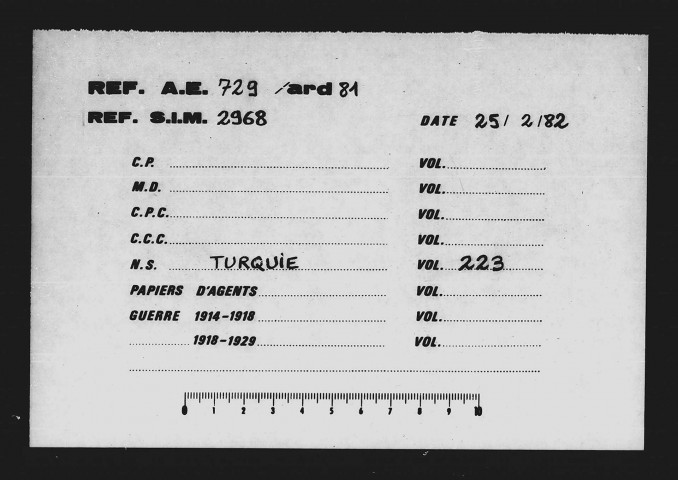 REF. A.E. 729 /ard 81
REF. S.I.M. 2968 DATE 25/ 2/82
C.P. VOL.
M.D. VOL.
C.P.C. VOL.
C.C.C. VOL.
N.S. TURQUiE VOL. 223
PAPIERS D'AGENTS VOL.
GUERRE 1914-1918 VOL.
1918-1929 VOL.
0 1 2 3 4 5 6 7 8 9 10